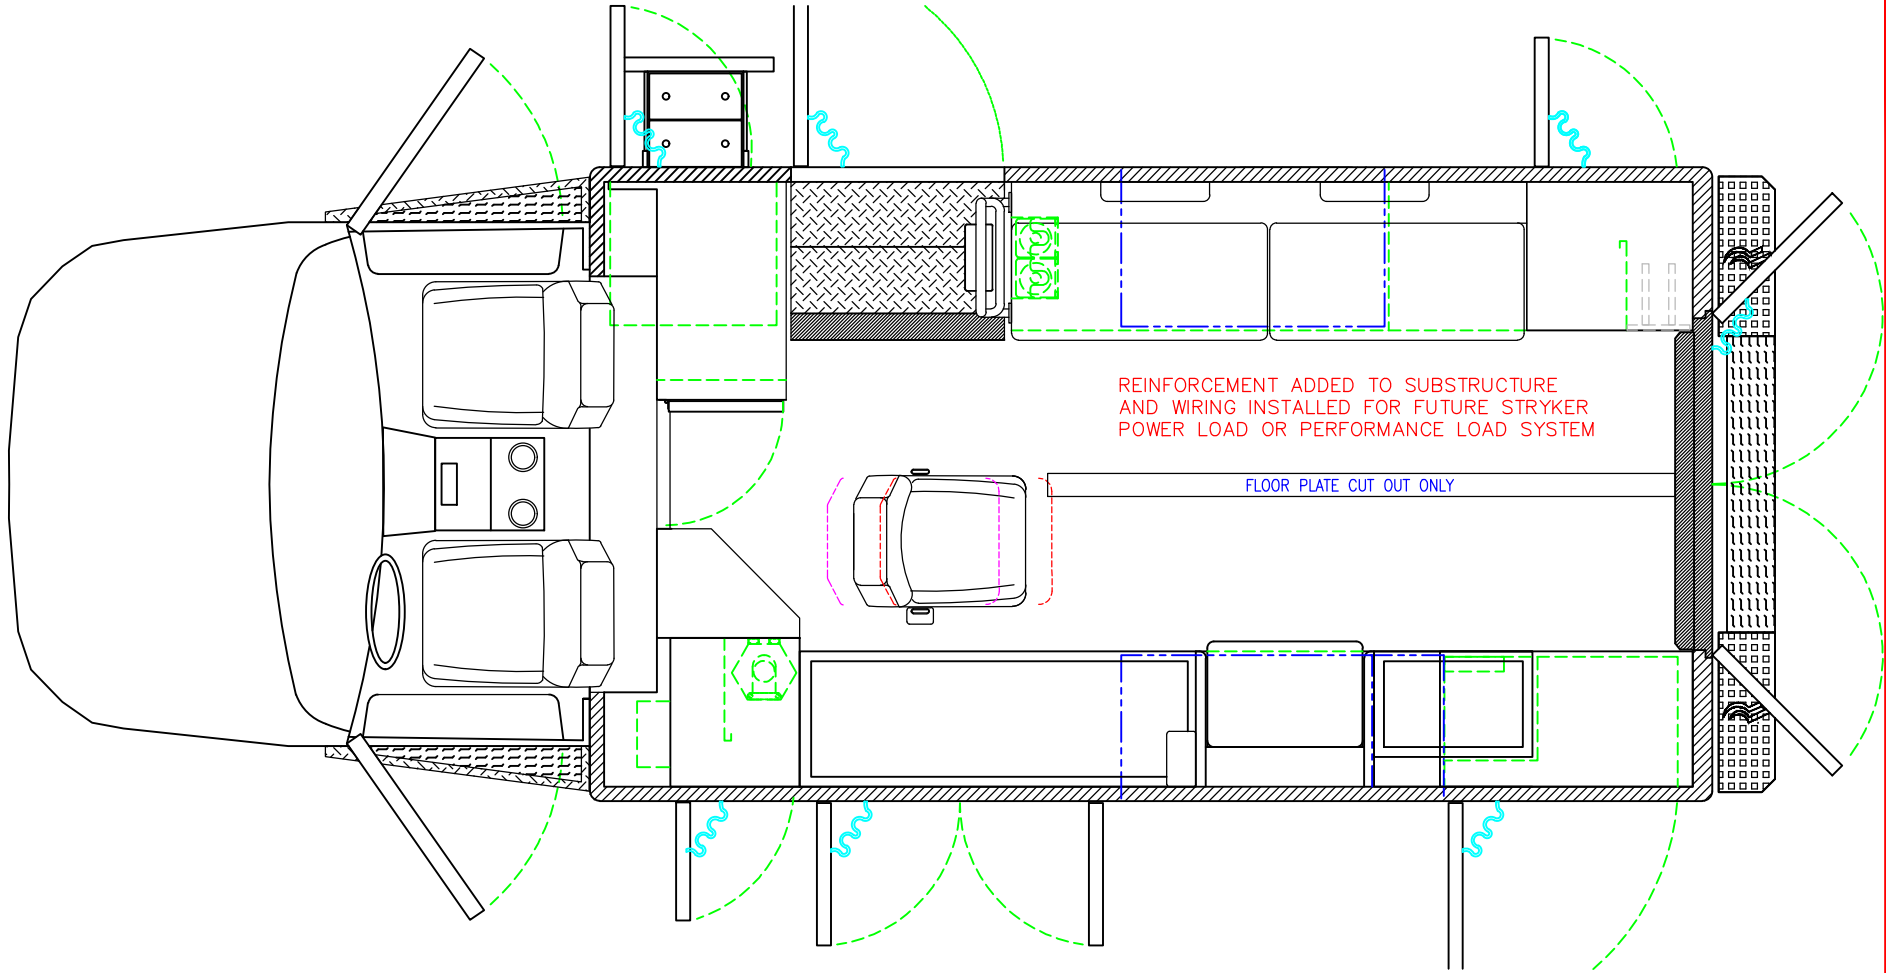 REINFORCEMENT ADDED TO SUBSTRUCTURE
AND WIRING INSTALLED FOR FUTURE STRYKER
POWER LOAD OR PERFORMANCE LOAD SYSTEM
FLOOR PLATE CUT OUT ONLY